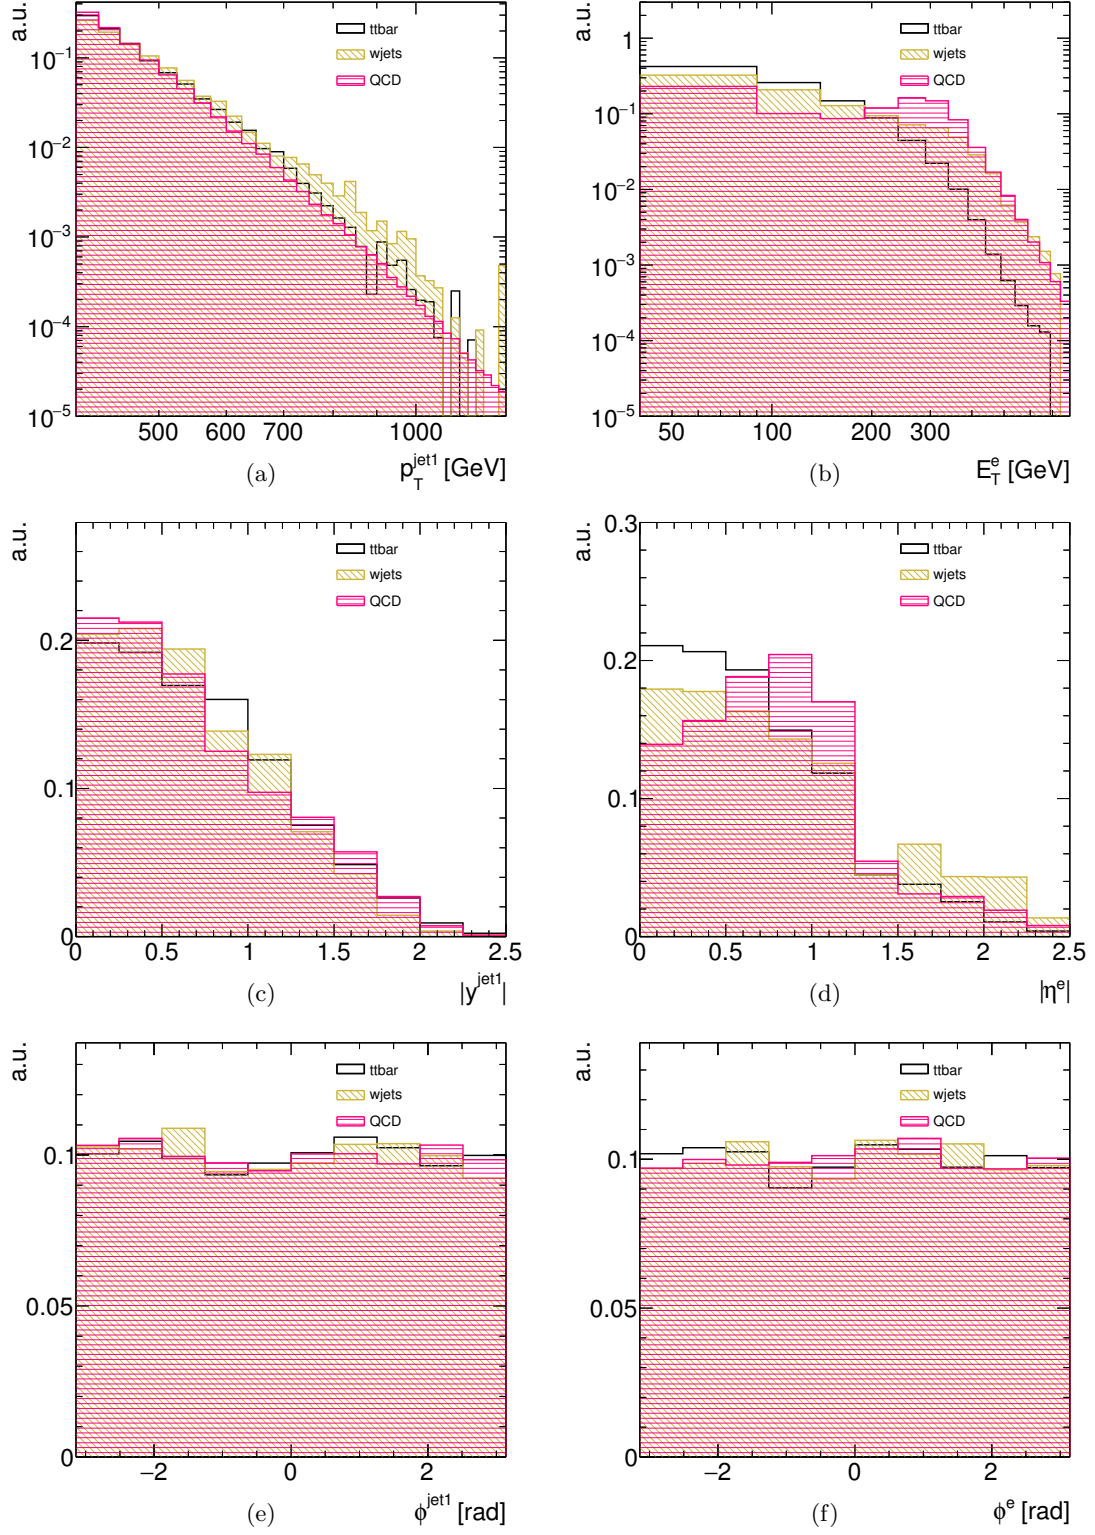 a.u.
ttbar
wjets
QCD
10⁻¹
10⁻²
10⁻³
10⁻⁴
10⁻⁵
500 600 700 1000
(a)
p_T^jet1 [GeV]
a.u.
ttbar
wjets
QCD
1
10⁻¹
10⁻²
10⁻³
10⁻⁴
10⁻⁵
50 100 200 300
(b)
E_T^e [GeV]
a.u.
ttbar
wjets
QCD
0.2
0.1
0
0 0.5 1 1.5 2 2.5
(c)
|y^jet1|
a.u.
ttbar
wjets
QCD
0.3
0.2
0.1
0
0 0.5 1 1.5 2 2.5
(d)
|η^e|
a.u.
ttbar
wjets
QCD
0.1
0.05
0
−2 0 2
(e)
ϕ^jet1 [rad]
a.u.
ttbar
wjets
QCD
0.1
0.05
0
−2 0 2
(f)
ϕ^e [rad]